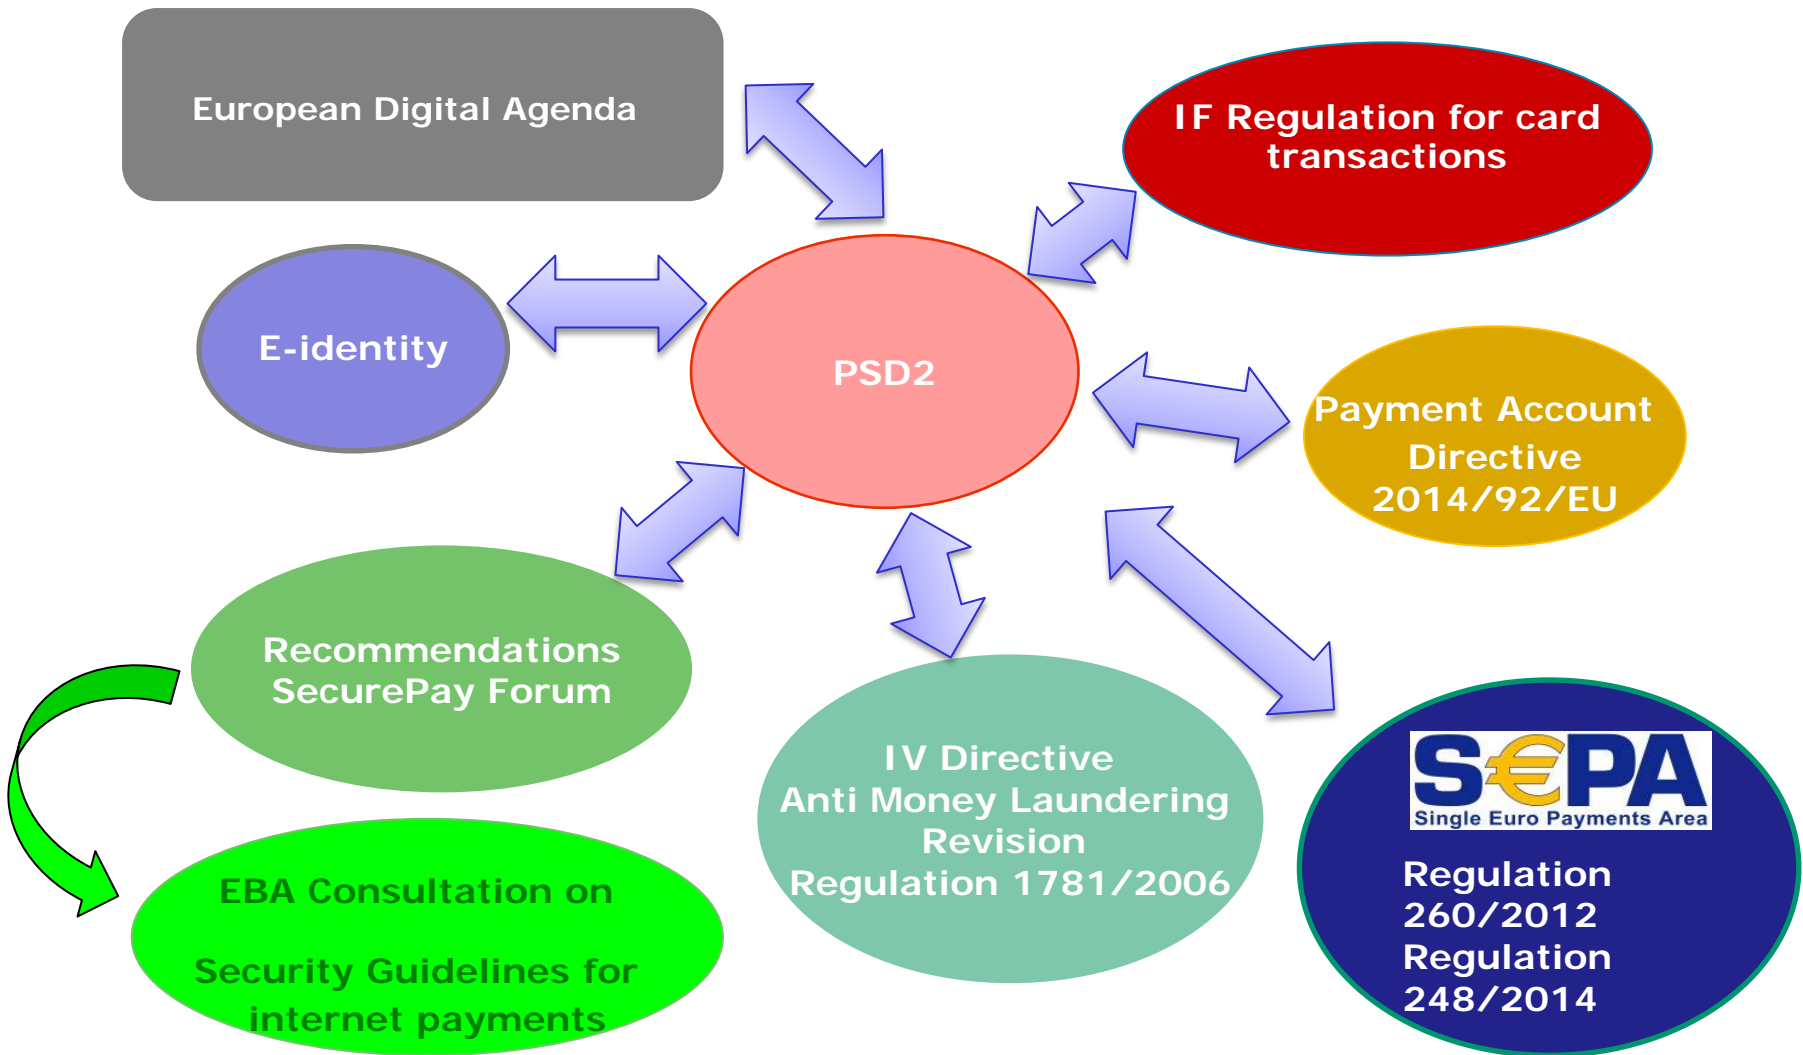 European Digital Agenda
IF Regulation for card
transactions
E-identity
PSD2
Payment Account
Directive
2014/92/EU
Recommendations
SecurePay Forum
IV Directive
Anti Money Laundering
Revision
Regulation 1781/2006
S€PA
Single Euro Payments Area
Regulation
260/2012
Regulation
248/2014
EBA Consultation on
Security Guidelines for
internet payments